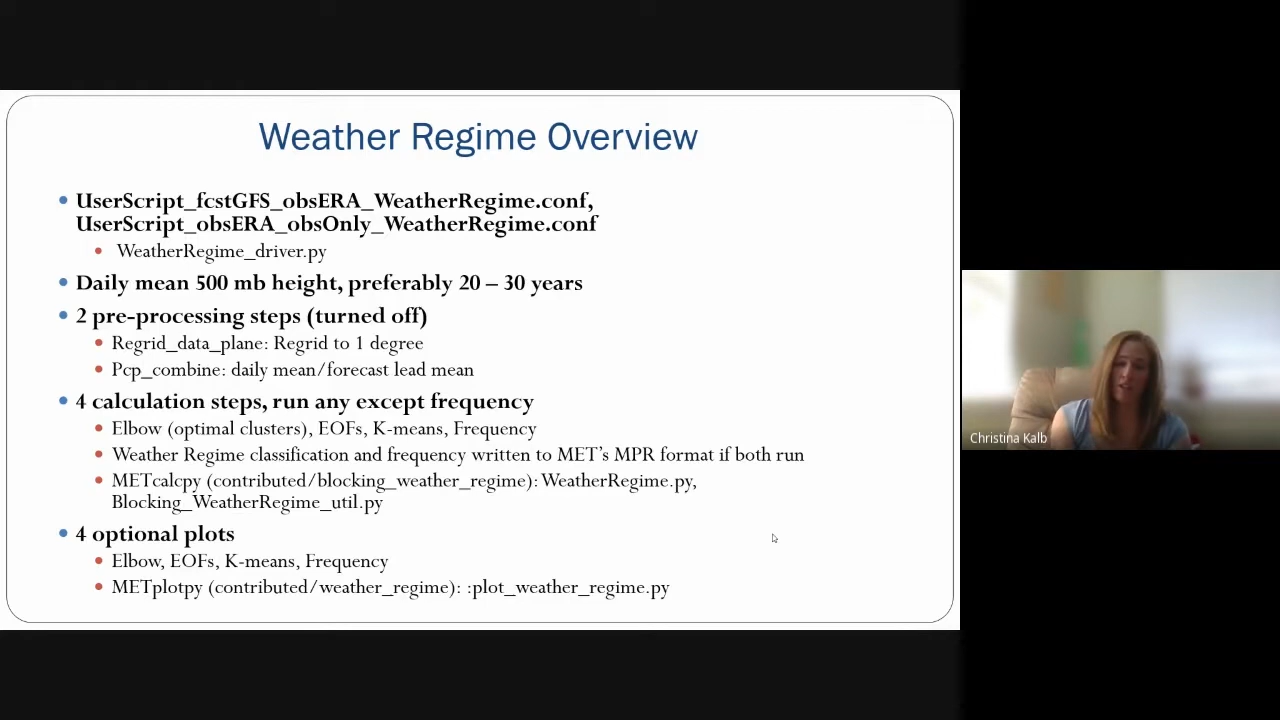 Weather Regime Overview
• UserScript_fcstGFS_obsERA_WeatherRegime.conf,
UserScript_obsERA_obsOnly_WeatherRegime.conf
• WeatherRegime_driver.py
• Daily mean 500 mb height, preferably 20 – 30 years
• 2 pre-processing steps (turned off)
• Regrid_data_plane: Regrid to 1 degree
• Pcp_combine: daily mean/forecast lead mean
• 4 calculation steps, run any except frequency
• Elbow (optimal clusters), EOFs, K-means, Frequency
• Weather Regime classification and frequency written to MET's MPR format if both run
• METcalcpy (contributed/blocking_weather_regime): WeatherRegime.py,
Blocking_WeatherRegime_util.py
• 4 optional plots
• Elbow, EOFs, K-means, Frequency
• METplotpy (contributed/weather_regime): :plot_weather_regime.py
Christina Kalb